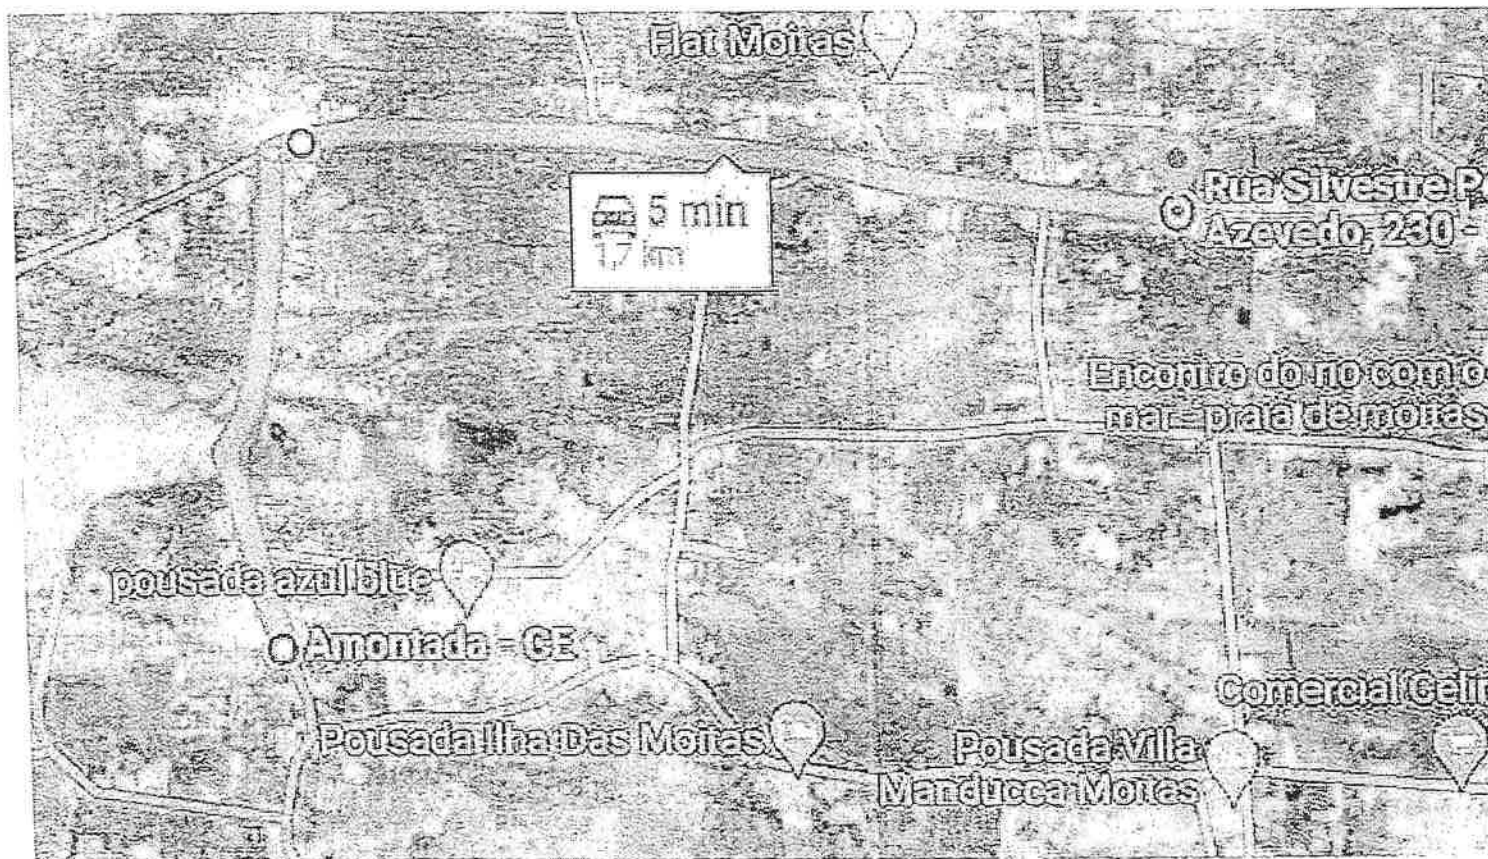 Flat Moitas
5 min
1,7 km
Rua Silvestre P
Azevedo, 230 -
Encontro do rio com o
mar - praia de moitas
pousada azul blue
Amontada - CE
Comercial Celi
Pousada Ilha Das Moitas
Pousada Villa
Manducca Moitas